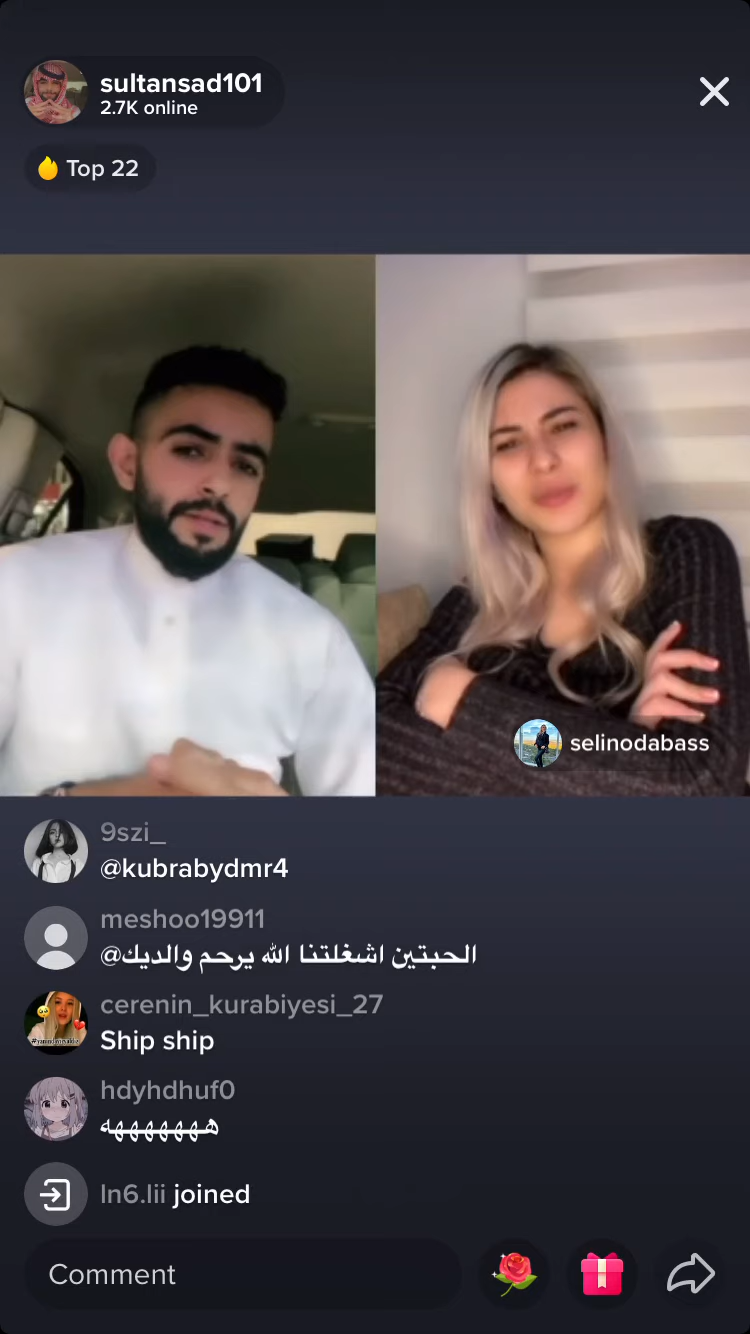 sultansad101
2.7K online
Top 22
selinodabass
9szi_
@kubrabydmr4
meshoo19911
الحبتين اشغلتنا الله يرحم والديك@
cerenin_kurabiyesi_27
Ship ship
hdyhdhuf0
هههههههه
ln6.lii joined
Comment